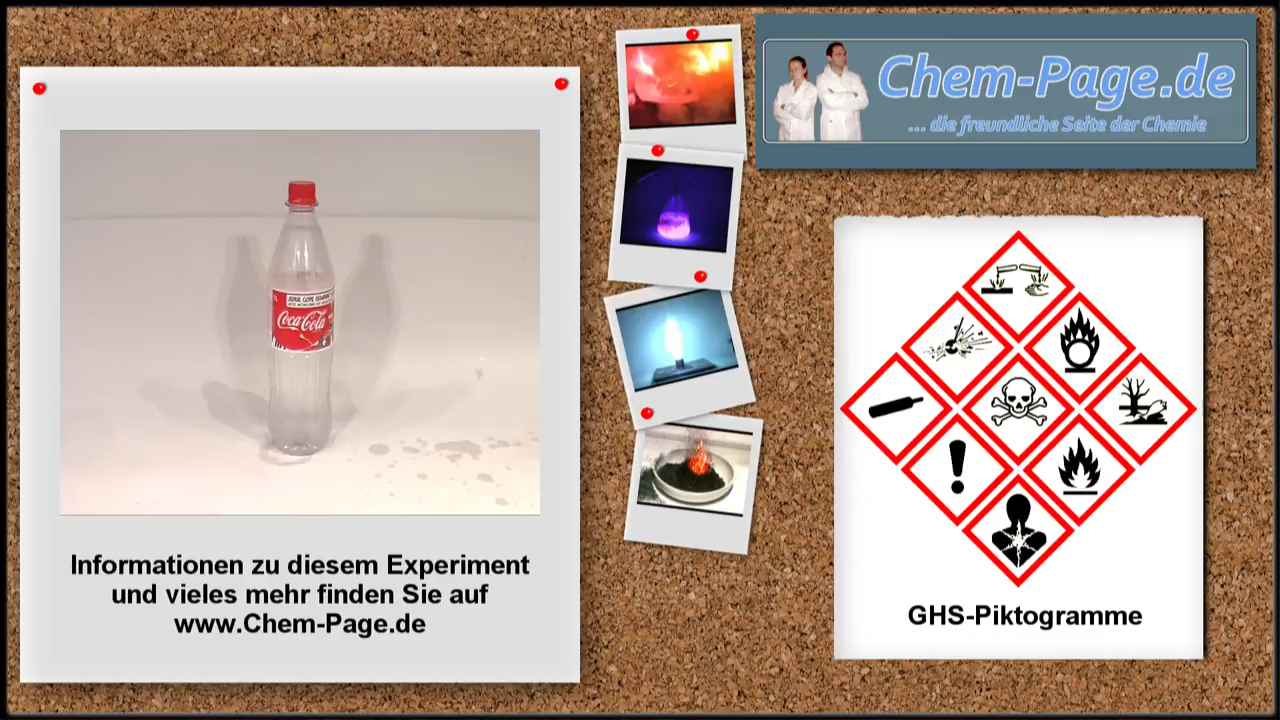 Informationen zu diesem Experiment
und vieles mehr finden Sie auf
www.Chem-Page.de
Coca-Cola
Chem-Page.de
... die freundliche Seite der Chemie
GHS-Piktogramme